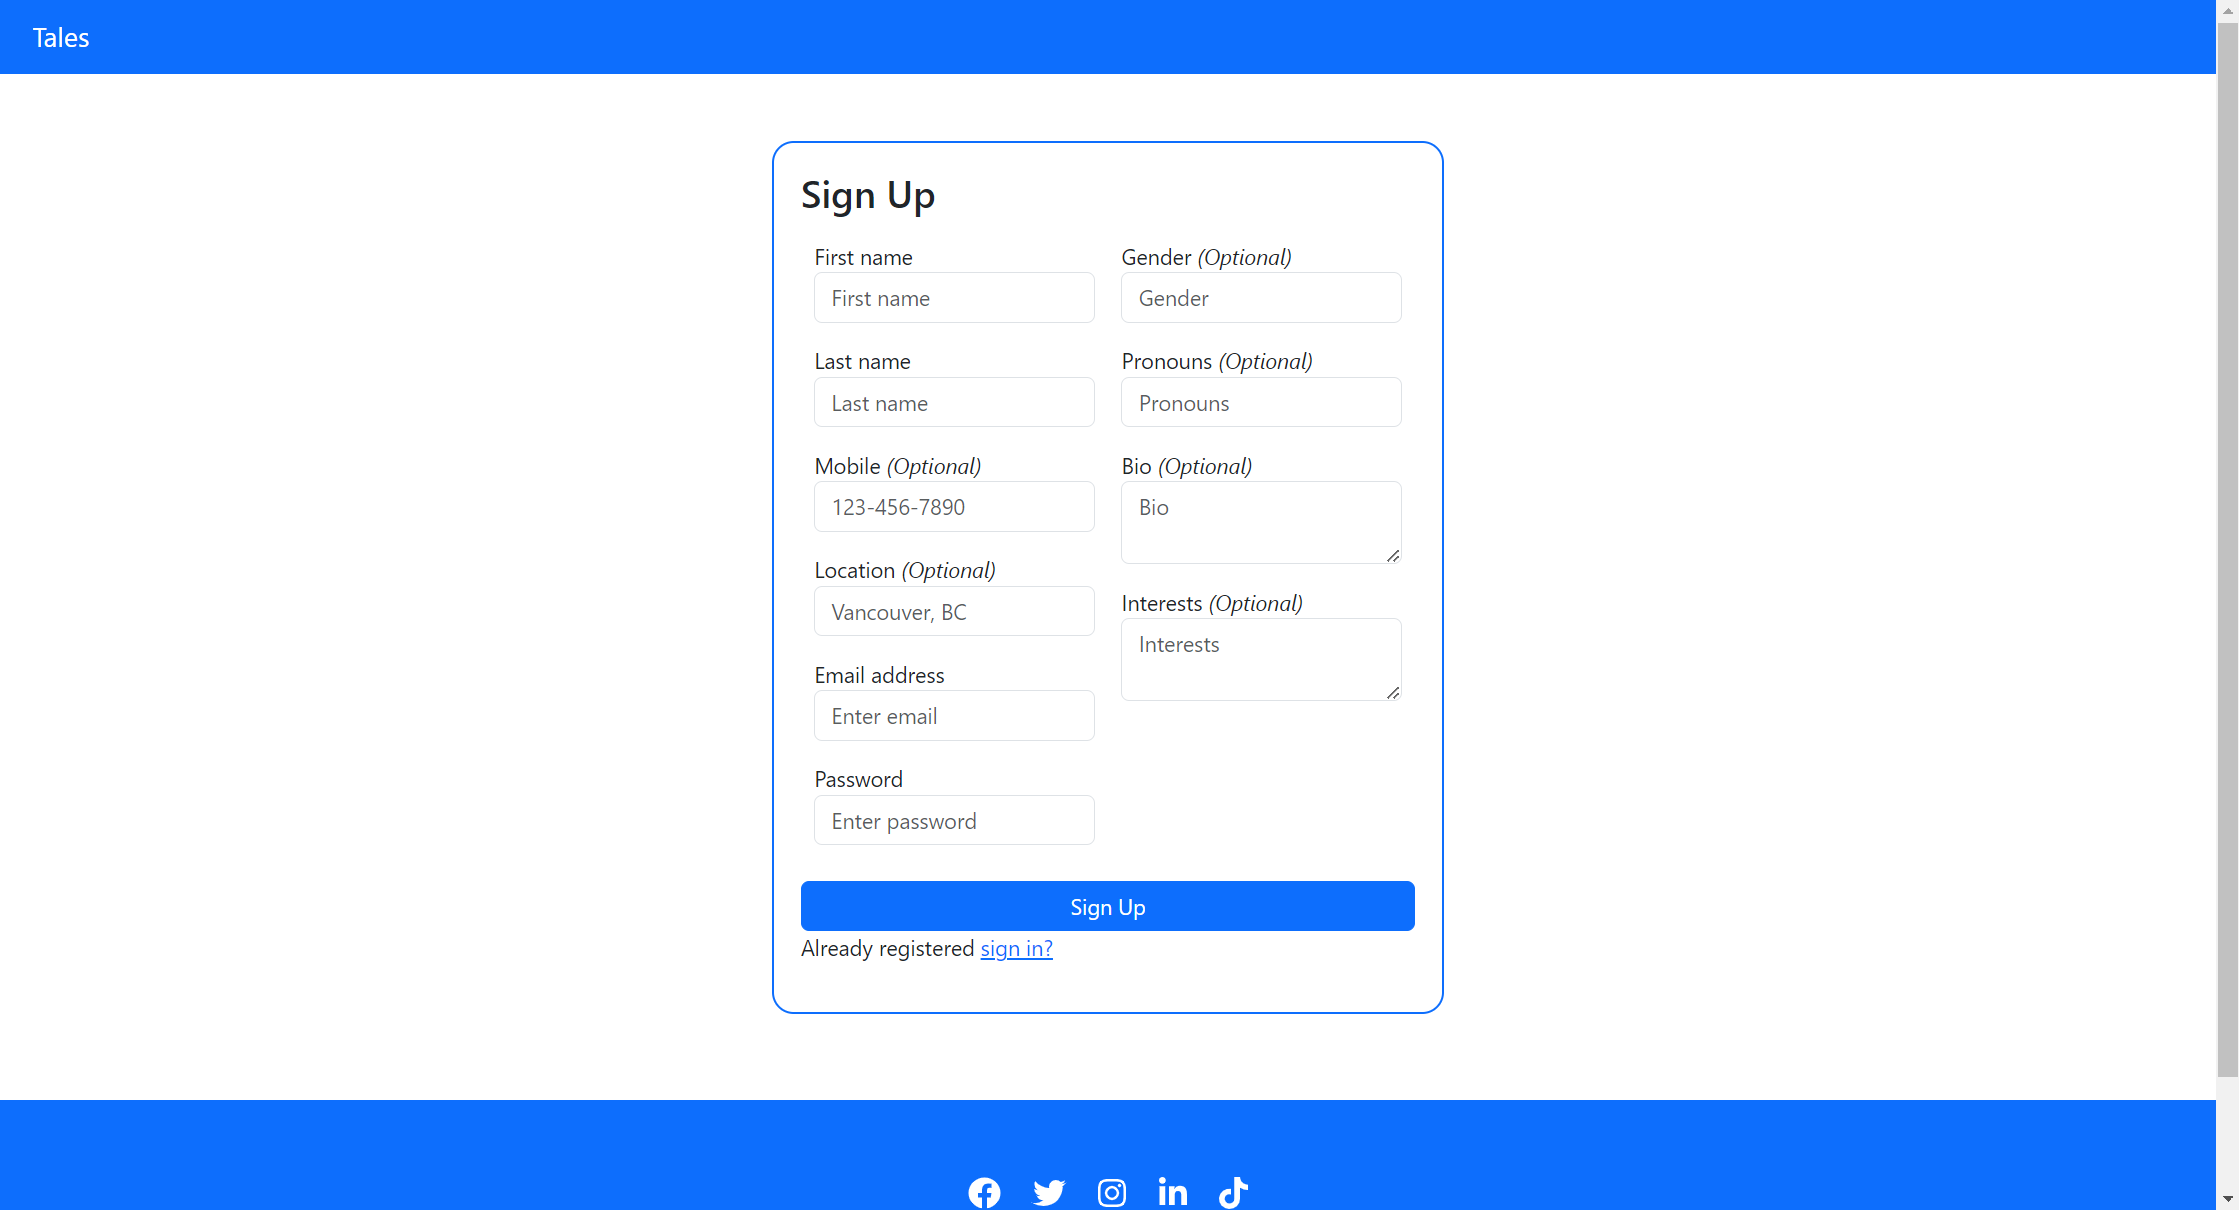 Tales
Sign Up
First name
First name
Last name
Last name
Mobile (Optional)
123-456-7890
Location (Optional)
Vancouver, BC
Email address
Enter email
Password
Enter password
Gender (Optional)
Gender
Pronouns (Optional)
Pronouns
Bio (Optional)
Bio
Interests (Optional)
Interests
Sign Up
Already registered sign in?